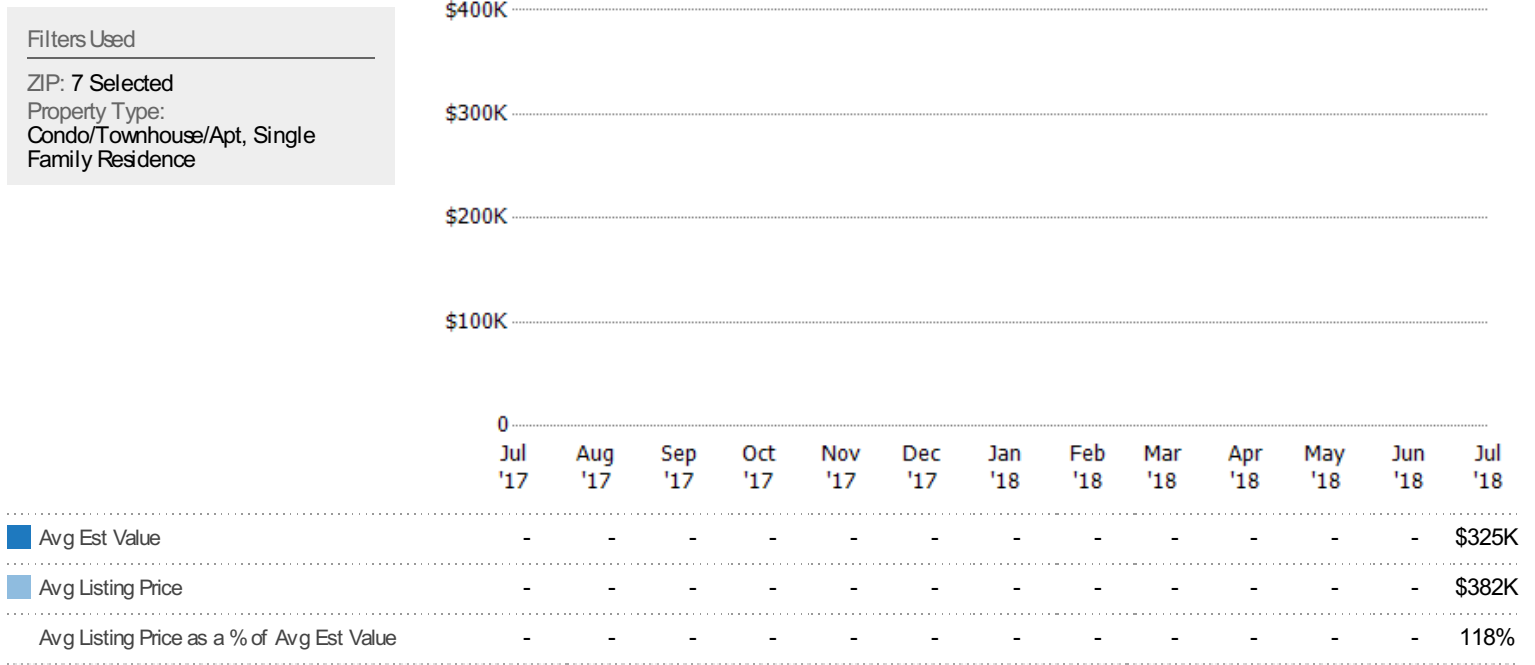 Filters Used
ZIP: 7 Selected
Property Type:
Condo/Townhouse/Apt, Single
Family Residence
$400K
$300K
$200K
$100K
0
Jul Aug Sep Oct Nov Dec Jan Feb Mar Apr May Jun Jul
'17 '17 '17 '17 '17 '17 '18 '18 '18 '18 '18 '18 '18
Avg Est Value - - - - - - - - - - - - $325K
Avg Listing Price - - - - - - - - - - - - $382K
Avg Listing Price as a % of Avg Est Value - - - - - - - - - - - - 118%